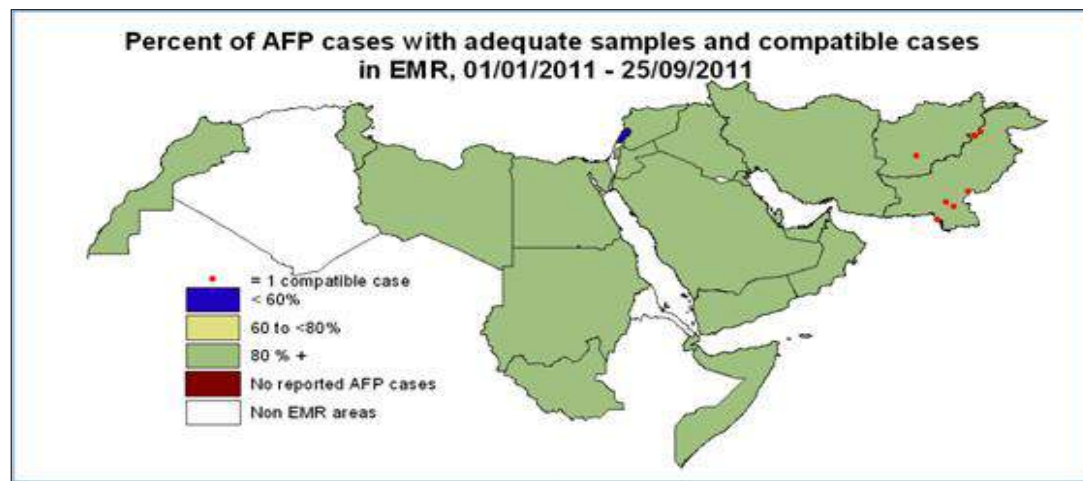 Percent of AFP cases with adequate samples and compatible cases
in EMR, 01/01/2011 - 25/09/2011
= 1 compatible case
< 60%
60 to <80%
80 % +
No reported AFP cases
Non EMR areas